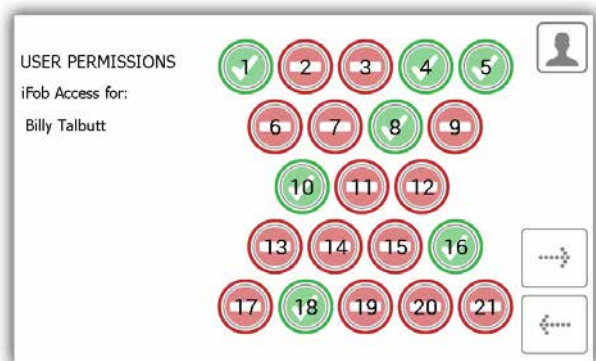 USER PERMISSIONS
iFob Access for:
Billy Talbutt
1 2 3 4 5
6 7 8 9
10 11 12
13 14 15 16
17 18 19 20 21